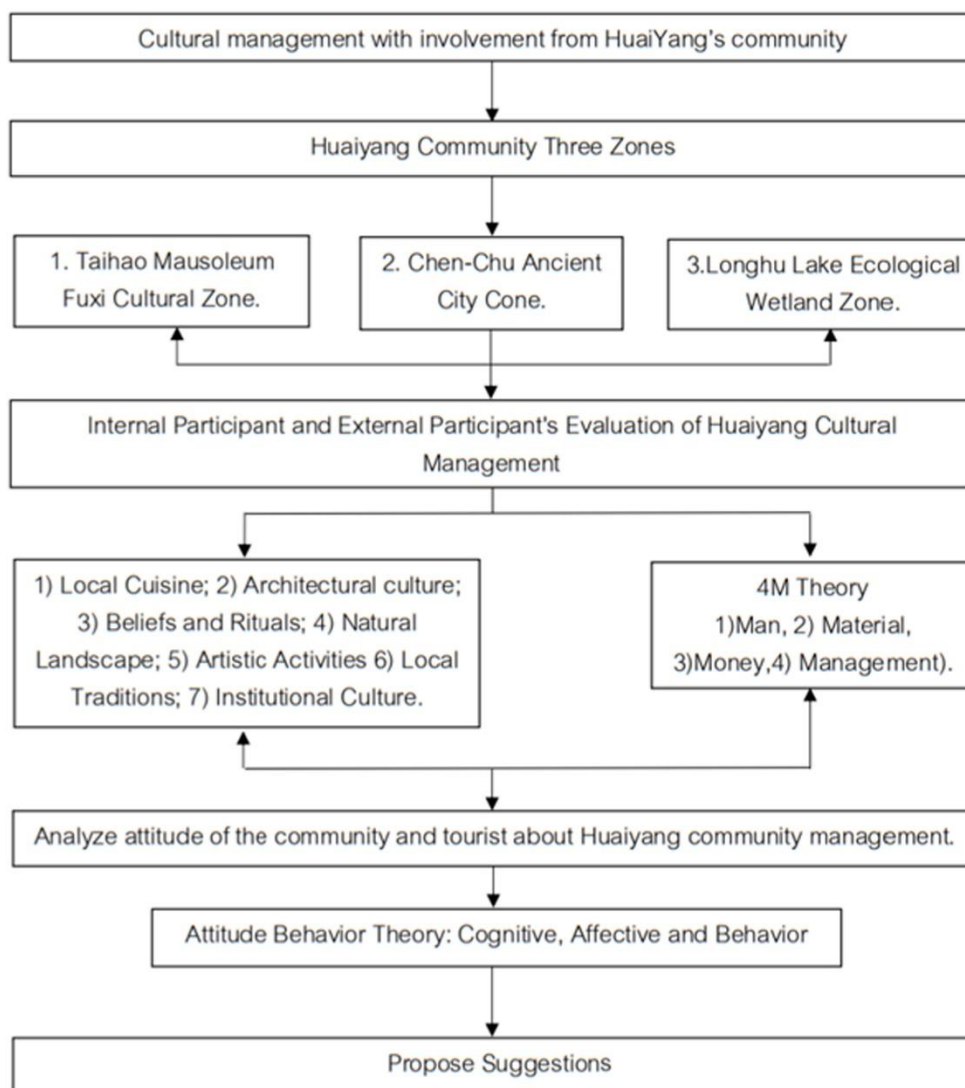 Cultural management with involvement from HuaiYang's community
Huaiyang Community Three Zones
1. Taihao Mausoleum
Fuxi Cultural Zone.
2. Chen-Chu Ancient
City Cone.
3.Longhu Lake Ecological
Wetland Zone.
Internal Participant and External Participant's Evaluation of Huaiyang Cultural
Management
1) Local Cuisine; 2) Architectural culture;
3) Beliefs and Rituals; 4) Natural
Landscape; 5) Artistic Activities 6) Local
Traditions; 7) Institutional Culture.
4M Theory
1)Man, 2) Material,
3)Money,4) Management).
Analyze attitude of the community and tourist about Huaiyang community management.
Attitude Behavior Theory: Cognitive, Affective and Behavior
Propose Suggestions